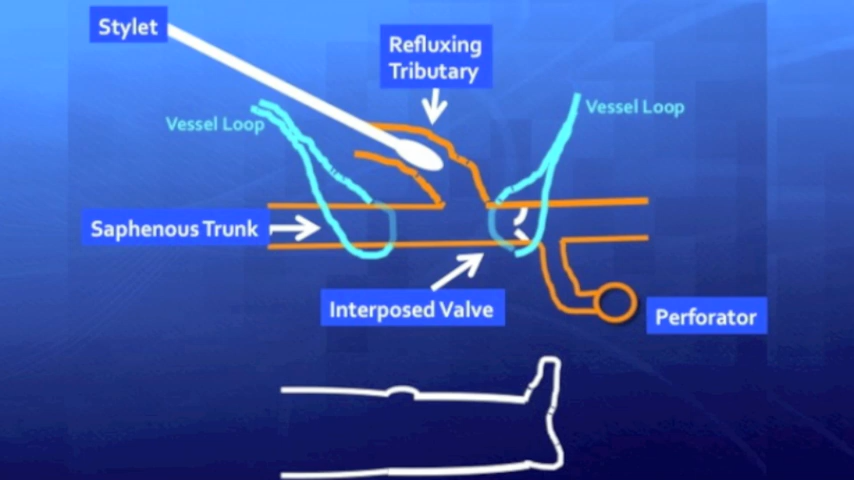 Stylet
Refluxing
Tributary
Vessel Loop
Vessel Loop
Saphenous Trunk
Interposed Valve
Perforator